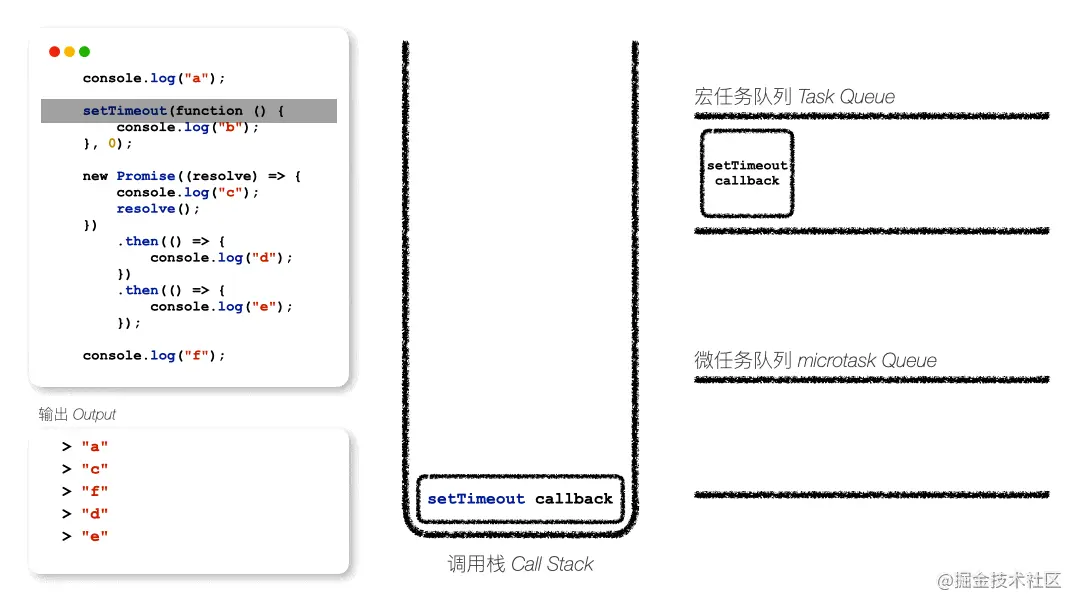 console.log("a");
setTimeout(function () {
console.log("b");
}, 0);
new Promise((resolve) => {
console.log("c");
resolve();
})
.then(() => {
console.log("d");
})
.then(() => {
console.log("e");
});
console.log("f");
输出 Output
> "a"
> "c"
> "f"
> "d"
> "e"
setTimeout callback
调用栈 Call Stack
宏任务队列 Task Queue
setTimeout
callback
微任务队列 microtask Queue
@掘金技术社区